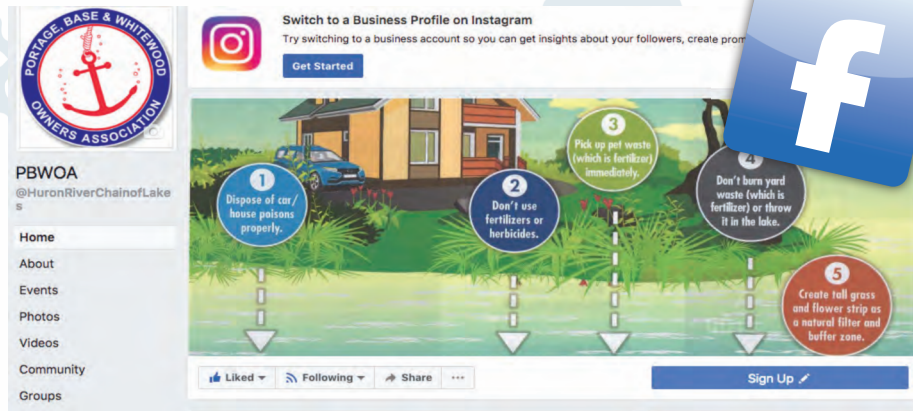 PORTAGE, BASE & WHITEWOOD
OWNERS ASSOCIATION
PBWOA
@HuronRiverChainofLake
s
Home
About
Events
Photos
Videos
Community
Groups
Switch to a Business Profile on Instagram
Try switching to a business account so you can get insights about your followers, create prom
Get Started
1
Dispose of car/
house poisons
properly.
2
Don't use
fertilizers or
herbicides.
3
Pick up pet waste
(which is fertilizer)
immediately.
4
Don't burn yard
waste (which is
fertilizer) or throw
it in the lake.
5
Create tall grass
and flower strip as
a natural filter and
buffer zone.
Liked
Following
Share
Sign Up
f